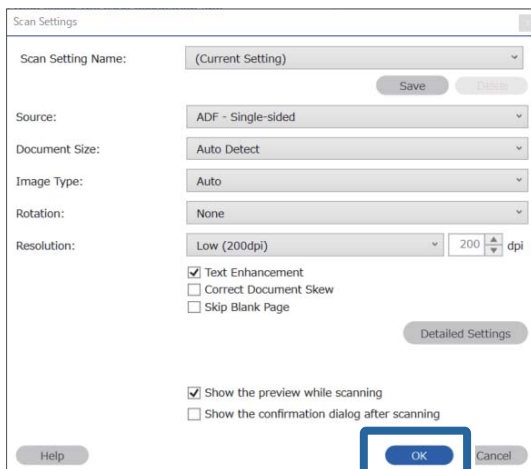 Scan Settings
Scan Setting Name: (Current Setting)
Save Delete
Source: ADF - Single-sided
Document Size: Auto Detect
Image Type: Auto
Rotation: None
Resolution: Low (200dpi) 200 dpi
Text Enhancement
Correct Document Skew
Skip Blank Page
Detailed Settings
Show the preview while scanning
Show the confirmation dialog after scanning
Help OK Cancel